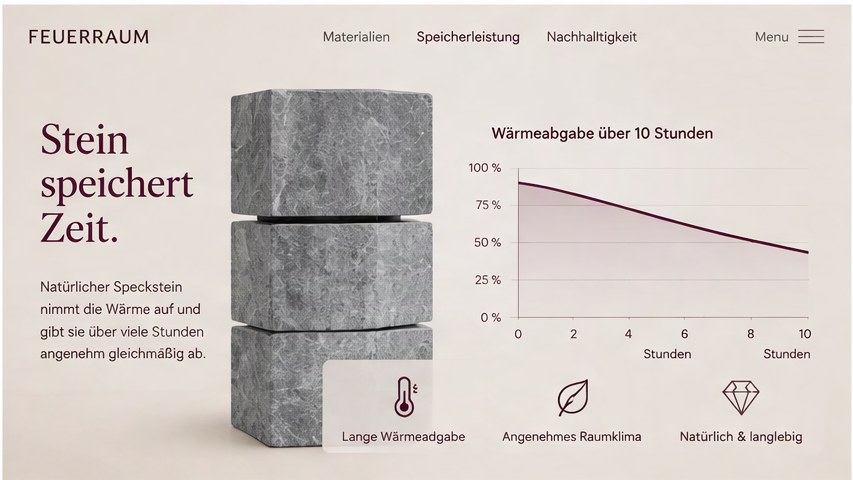 FEUERRAUM
Materialien
Speicherleistung
Nachhalltigkeit
Menu
Stein
speichert
Zeit.
Natürlicher Speckstein
nimmt die Wärme auf und
gibt sie über viele Stunden
angenehm gleichmäßig ab.
Wärmeabgabe über 10 Stunden
100 %
75 %
50 %
25 %
0 %
0 2 4 6 8 10
Stunden Stunden
Lange Wärmeadgabe
Angenehmes Raumklima
Natürlich & langlebig